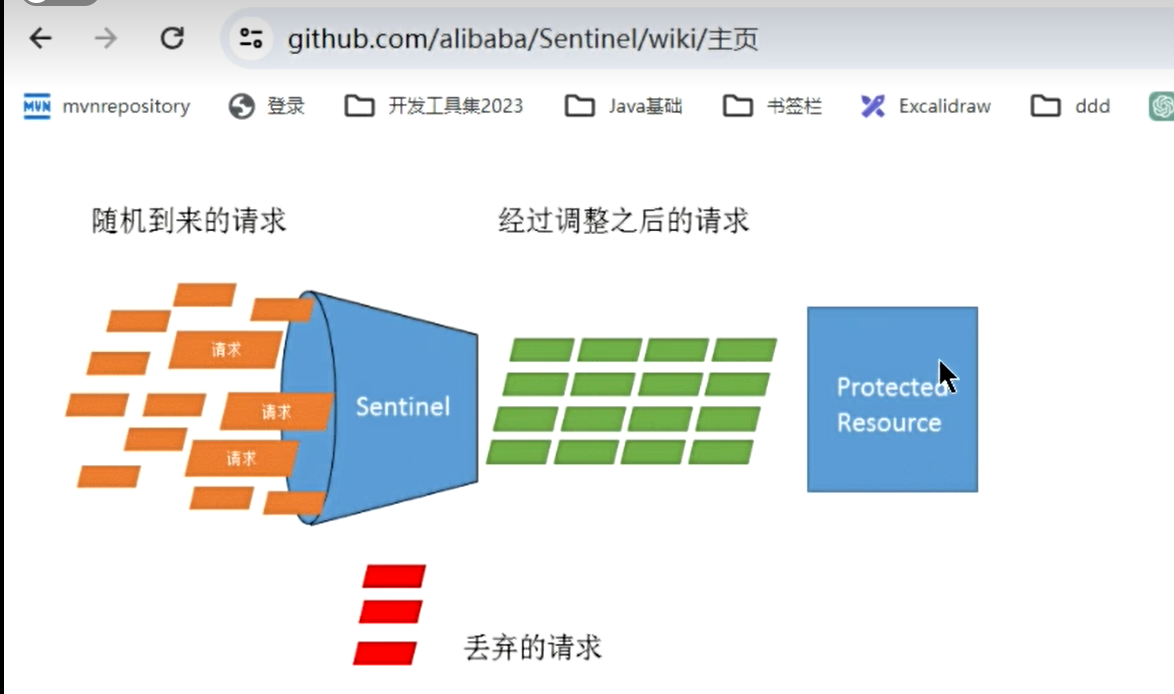 github.com/alibaba/Sentinel/wiki/主页
MVN mvnrepository 登录 开发工具集2023 Java基础 书签栏 Excalidraw ddd
随机到来的请求 经过调整之后的请求
请求
请求
请求
Sentinel
Protected
Resource
丢弃的请求